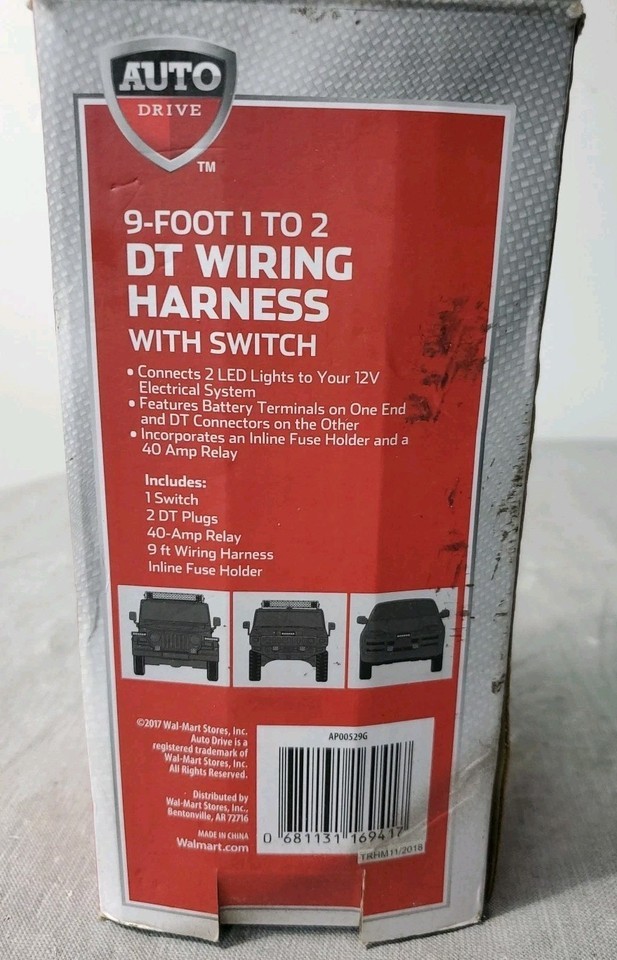 AUTO
DRIVE
TM
9-FOOT 1 TO 2
DT WIRING
HARNESS
WITH SWITCH
• Connects 2 LED Lights to Your 12V
Electrical System
• Features Battery Terminals on One End
and DT Connectors on the Other
• Incorporates an Inline Fuse Holder and a
40 Amp Relay
Includes:
1 Switch
2 DT Plugs
40-Amp Relay
9 ft Wiring Harness
Inline Fuse Holder
©2017 Wal-Mart Stores, Inc.
Auto Drive is a
registered trademark of
Wal-Mart Stores, Inc.
All Rights Reserved.
Distributed by
Wal-Mart Stores, Inc.,
Bentonville, AR 72716
MADE IN CHINA
Walmart.com
AP00529G
0 681131 169417
TRHM11/2018